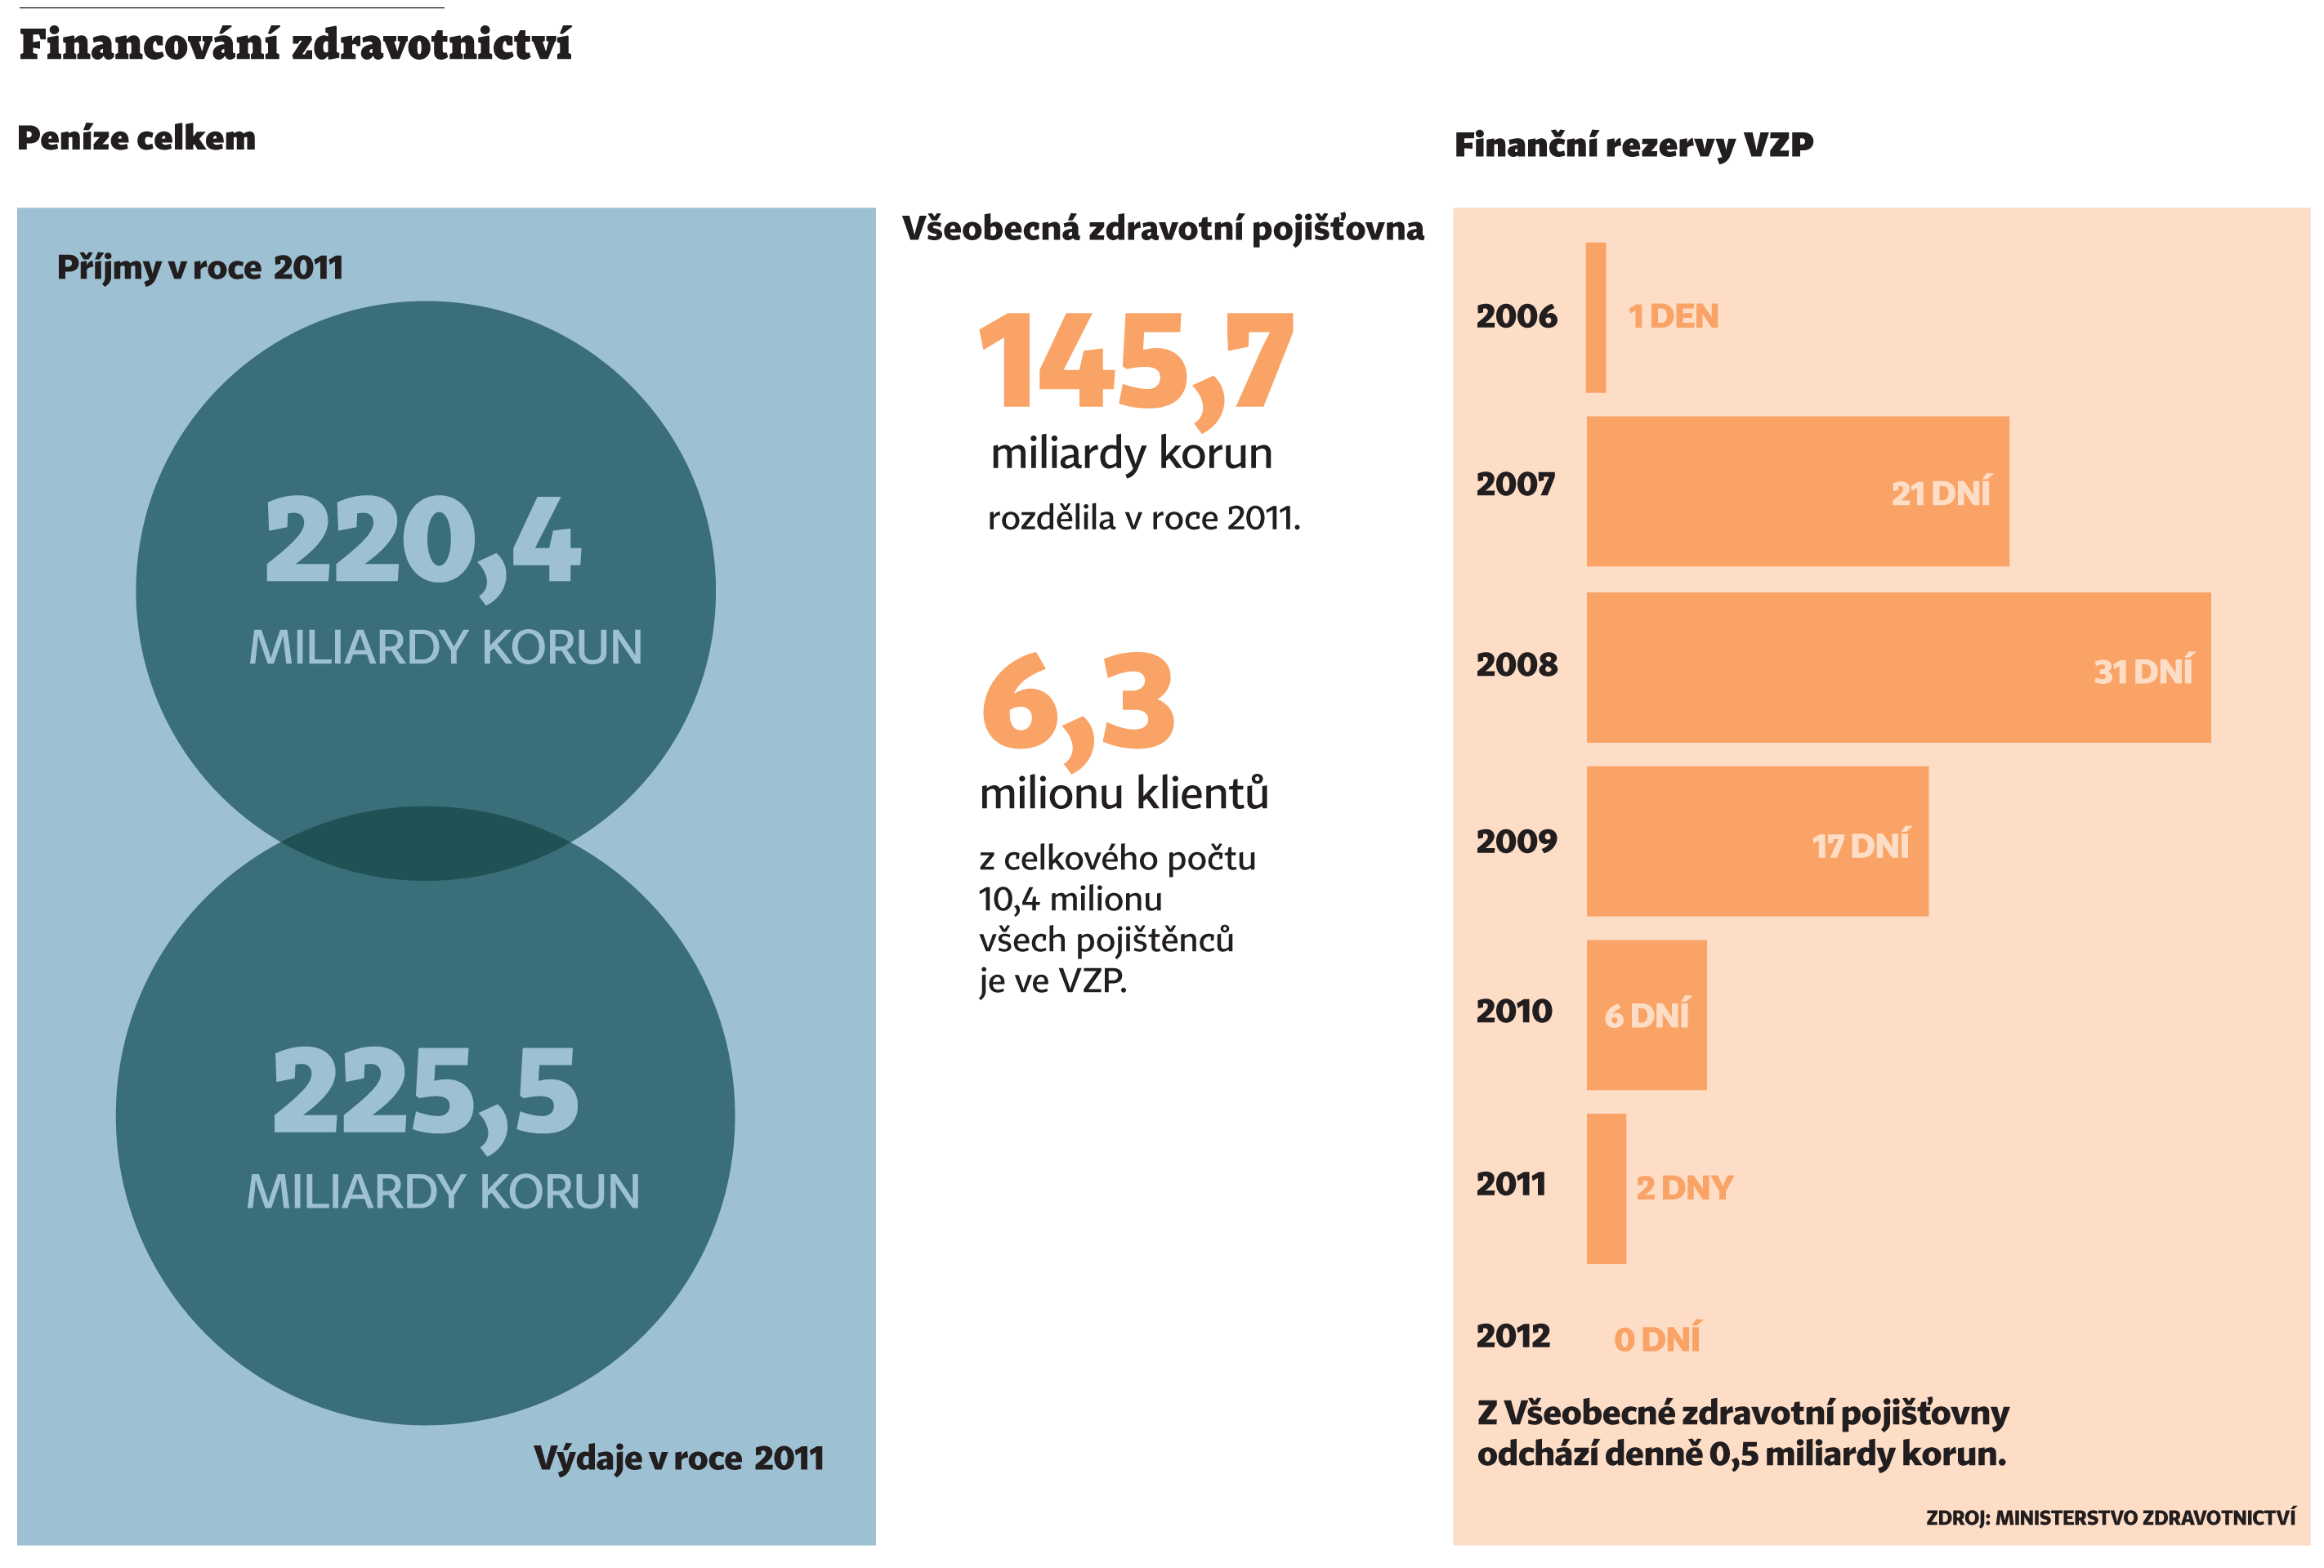 Financování zdravotnictví
Peníze celkem
Příjmy v roce 2011
220,4
MILIARDY KORUN
225,5
MILIARDY KORUN
Výdaje v roce 2011
Všeobecná zdravotní pojišťovna
145,7
miliardy korun
rozdělila v roce 2011.
6,3
milionu klientů
z celkového počtu
10,4 milionu
všech pojištěnců
je ve VZP.
Finanční rezervy VZP
2006 1 DEN
2007 21 DNÍ
2008 31 DNÍ
2009 17 DNÍ
2010 6 DNÍ
2011 2 DNY
2012 0 DNÍ
Z Všeobecné zdravotní pojišťovny
odchází denně 0,5 miliardy korun.
ZDROJ: MINISTERSTVO ZDRAVOTNICTVÍ